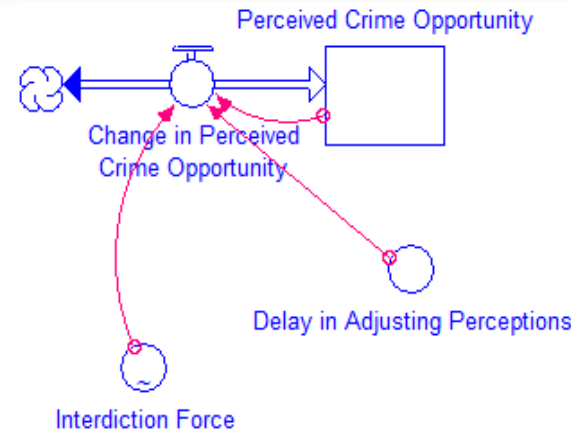 Perceived Crime Opportunity
Change in Perceived
Crime Opportunity
Delay in Adjusting Perceptions
~
Interdiction Force